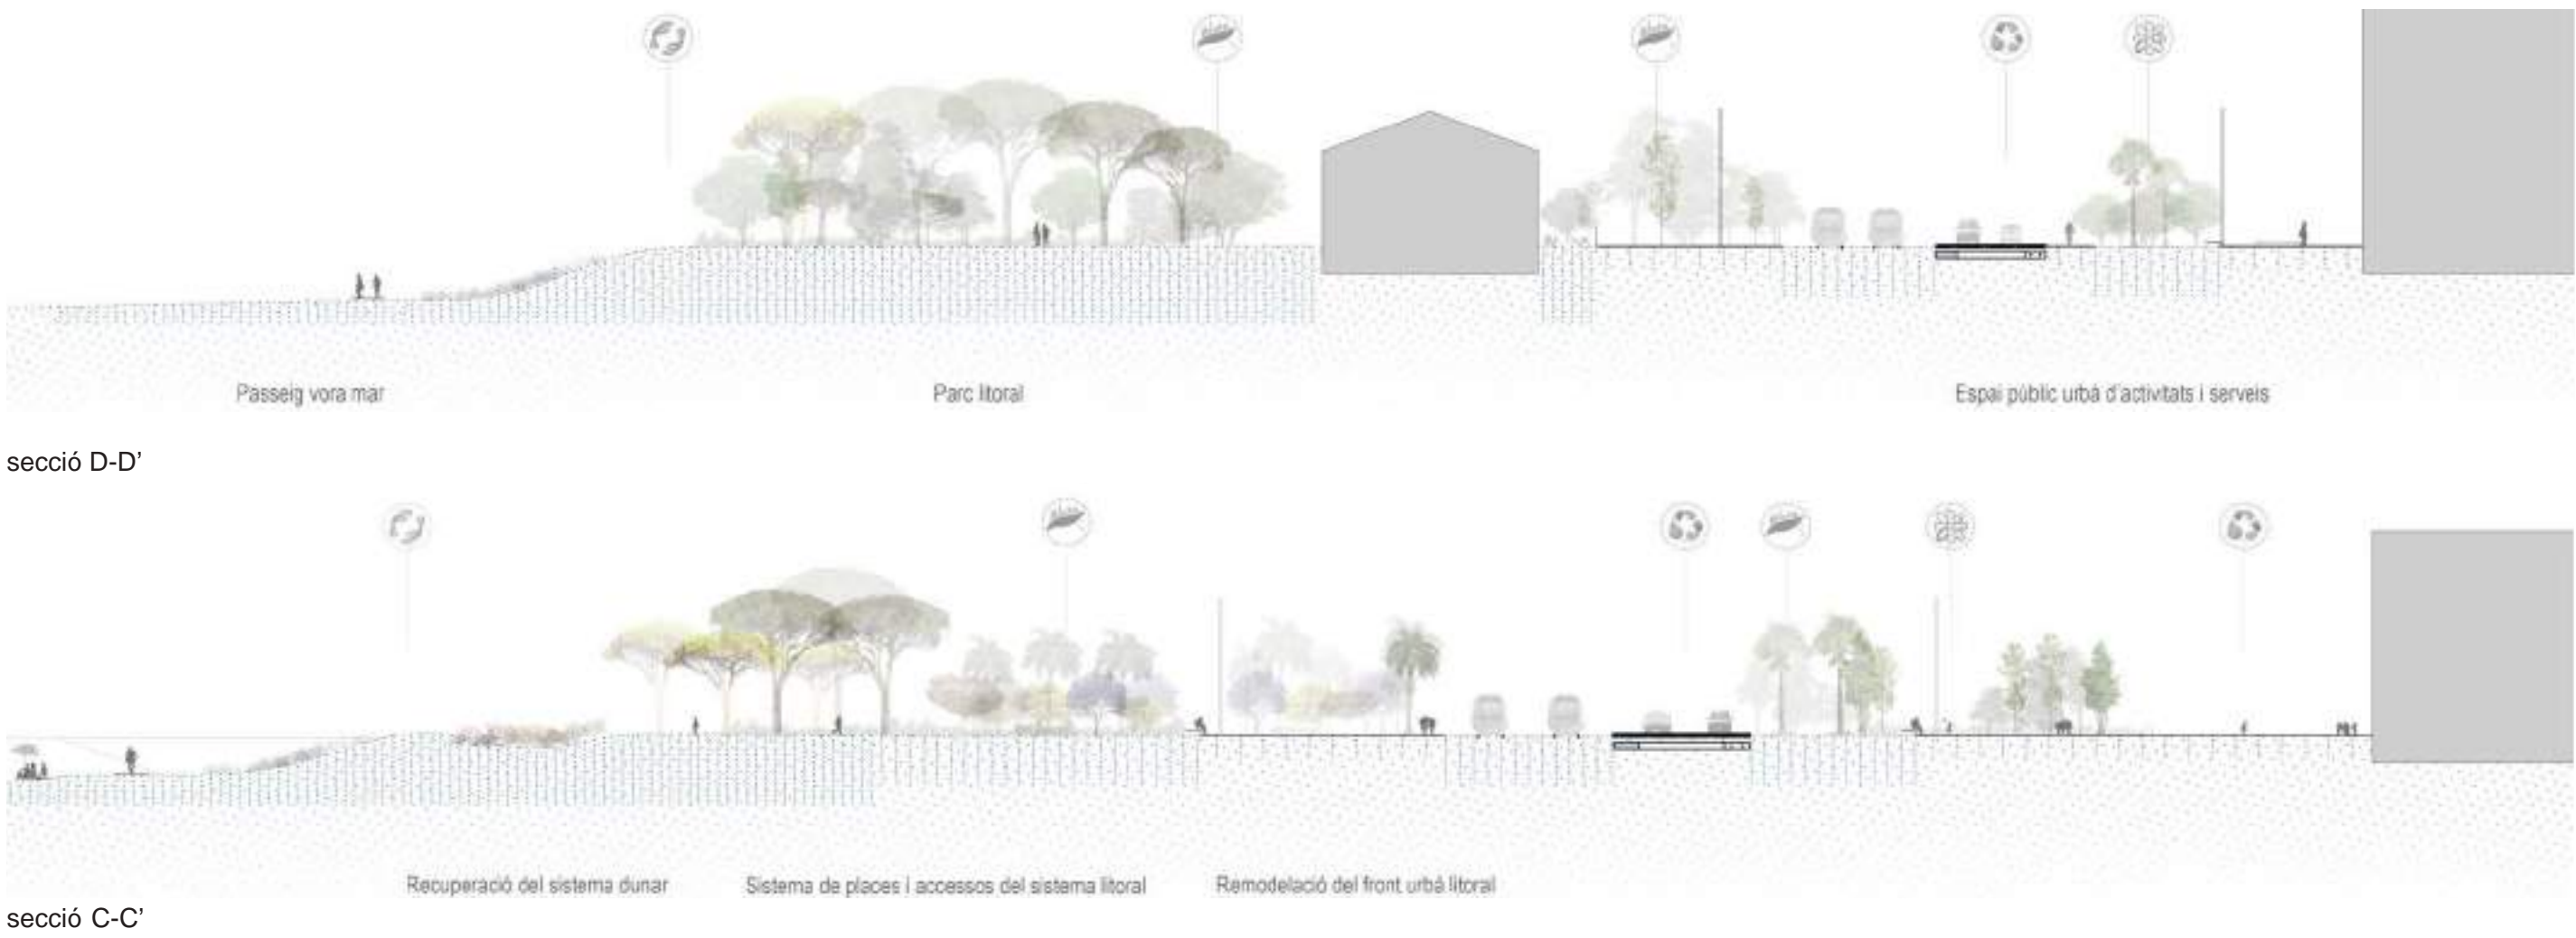 Passeig vora mar
Parc litoral
Espai públic urbà d'activitats i serveis
secció D-D’
Recuperació del sistema dunar
Sistema de places i accessos del sistema litoral
Remodelació del front urbà litoral
secció C-C’